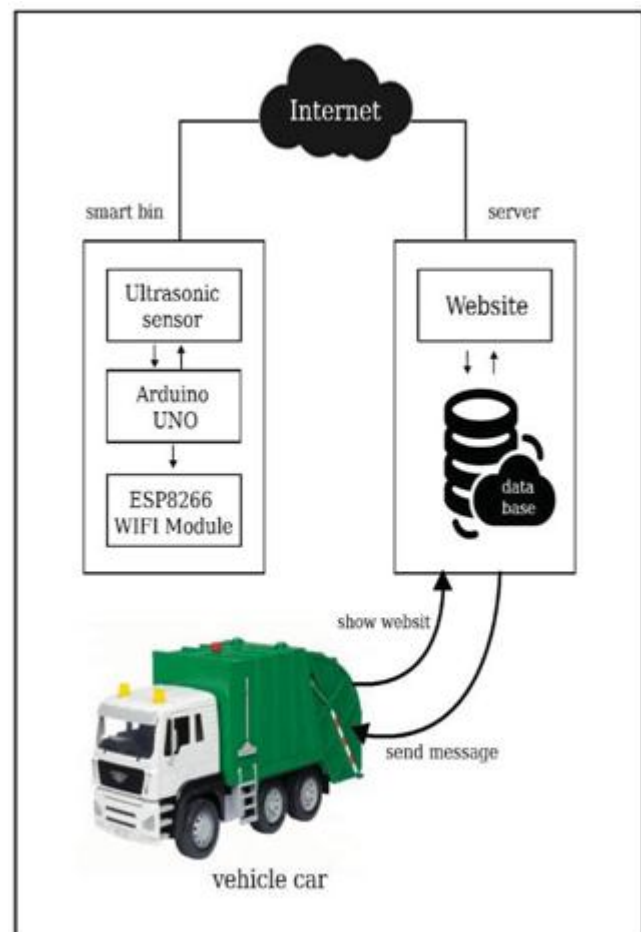 Internet
smart bin
server
Ultrasonic
sensor
Arduino
UNO
ESP8266
WIFI Module
Website
data
base
show websit
send message
vehicle car